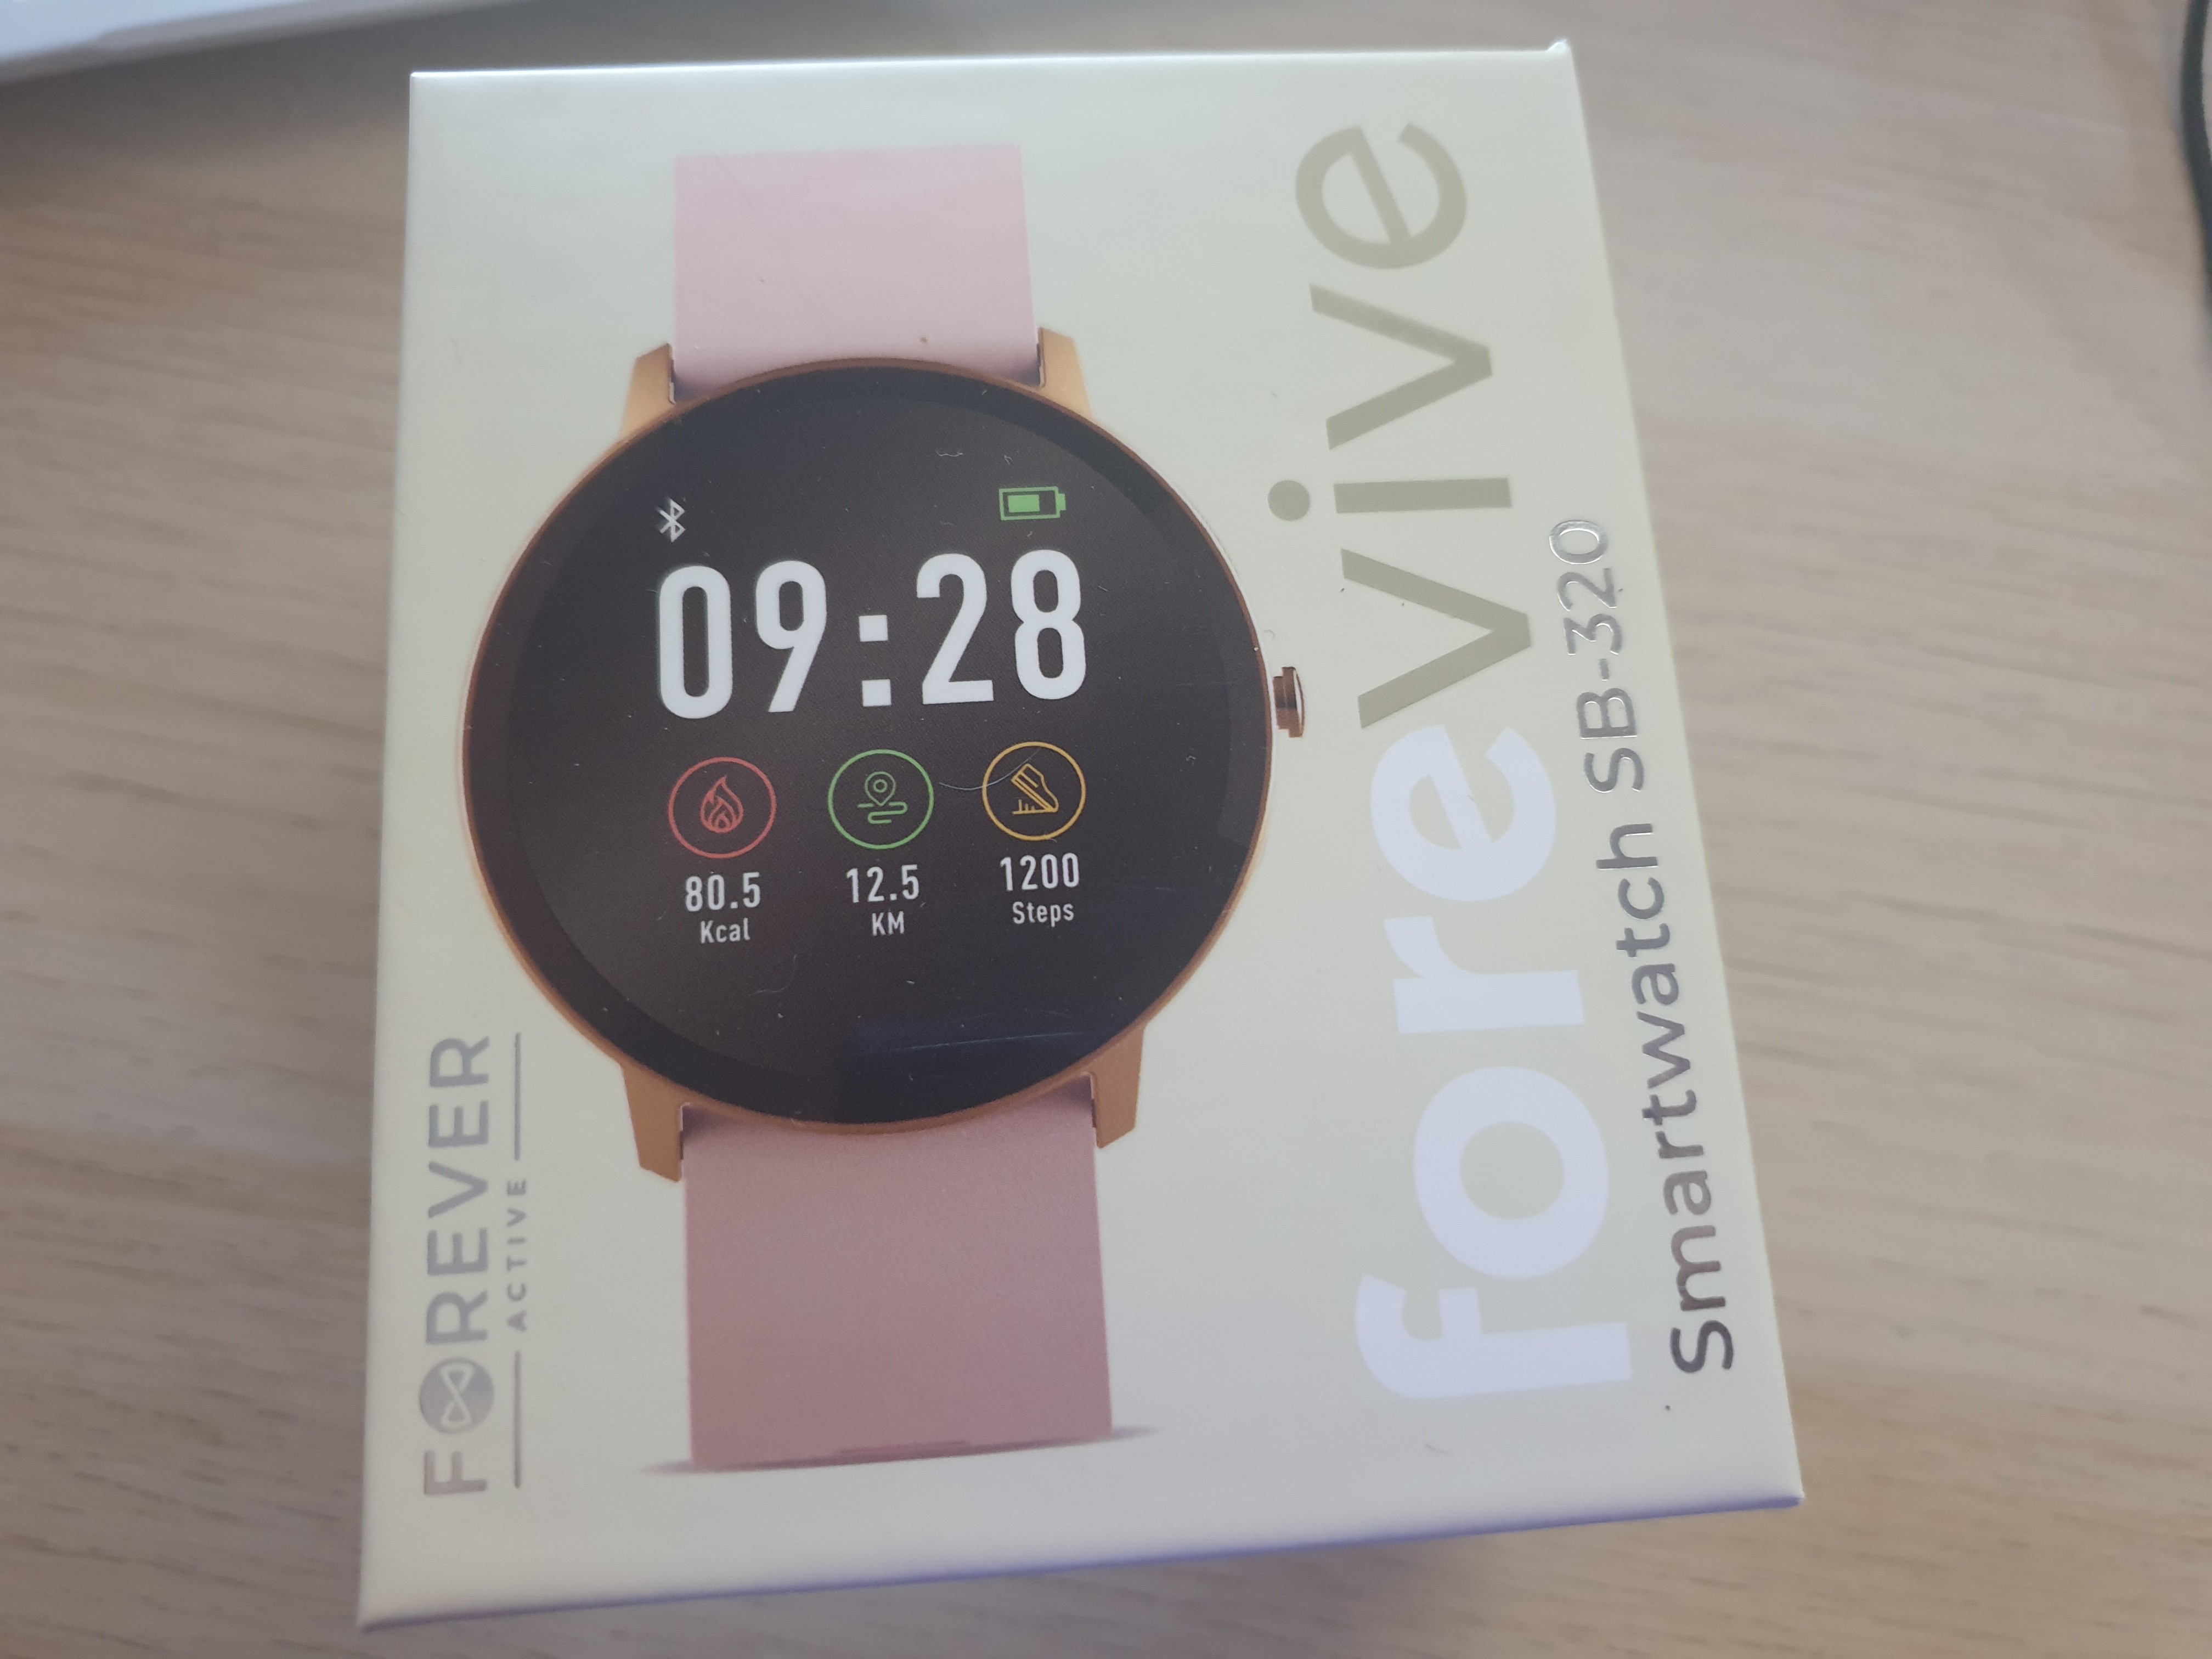 FOREVER
ACTIVE
09:28
80.5
Kcal
12.5
KM
1200
Steps
forevive
Smartwatch SB-320